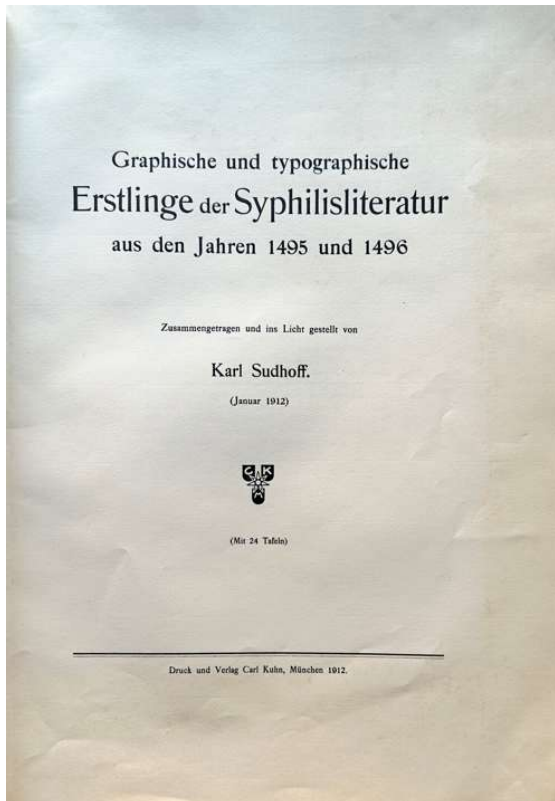 Graphische und typographische
Erstlinge der Syphilisliteratur
aus den Jahren 1495 und 1496
Zusammengetragen und ins Licht gestellt von
Karl Sudhoff.
(Januar 1912)
C K
M
(Mit 24 Tafeln)
Druck und Verlag Carl Kuhn, München 1912.